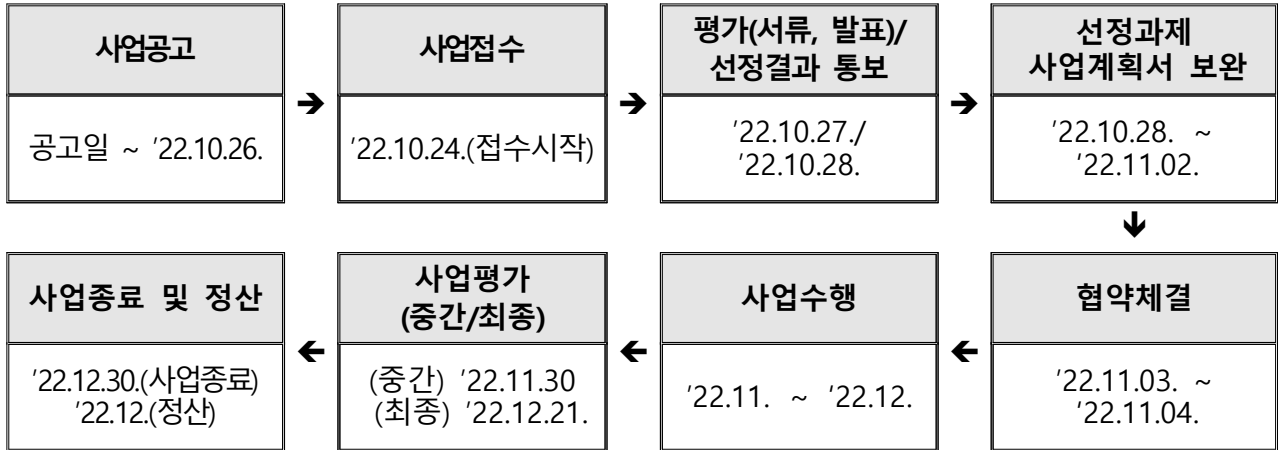 사업공고
공고일 ~ '22.10.26.
➔
사업접수
'22.10.24.(접수시작)
➔
평가(서류, 발표)/
선정결과 통보
'22.10.27./
'22.10.28.
➔
선정과제
사업계획서 보완
'22.10.28. ~
'22.11.02.
🡳
협약체결
'22.11.03. ~
'22.11.04.
🡰
사업수행
'22.11. ~ '22.12.
🡰
사업평가
(중간/최종)
(중간) '22.11.30
(최종) '22.12.21.
🡰
사업종료 및 정산
'22.12.30.(사업종료)
'22.12.(정산)